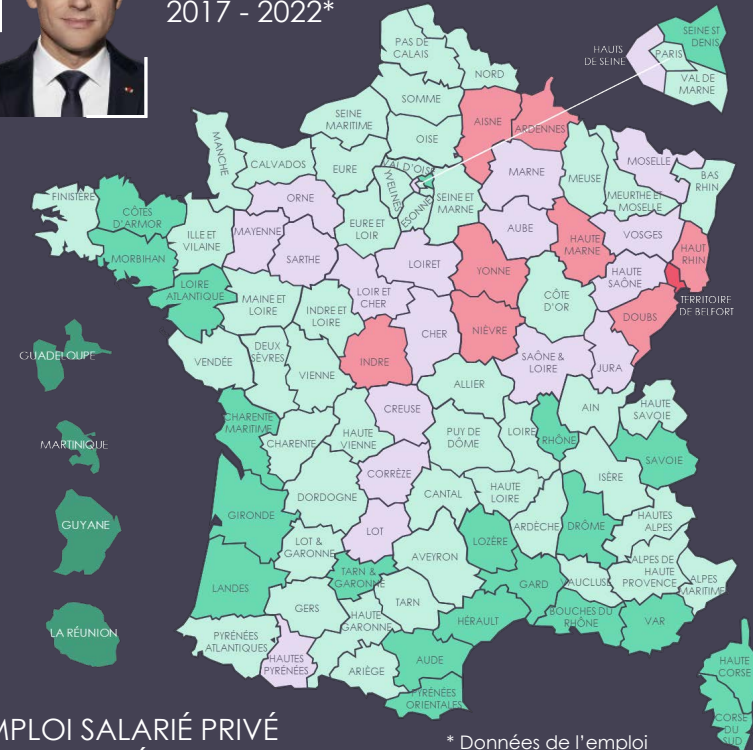 2017 - 2022*
PAS DE
CALAIS
NORD
HAUTS
DE SEINE
SEINE ST
DENIS
PARIS
VAL DE
MARNE
SOMME
AISNE
ARDENNES
SEINE
MARITIME
OISE
MANCHE
CALVADOS
EURE
VAL D'OISE
YVELINES
ESONNE
SEINE ET
MARNE
MARNE
MEUSE
MOSELLE
MEURTHE ET
MOSELLE
BAS
RHIN
FINISTÈRE
CÔTES
D'ARMOR
MORBIHAN
ILLE ET
VILAINE
ORNE
MAYENNE
SARTHE
EURE ET
LOIR
AUBE
HAUTE
MARNE
VOSGES
HAUT
RHIN
LOIRE
ATLANTIQUE
MAINE ET
LOIRE
INDRE ET
LOIRE
LOIR ET
CHER
LOIRET
YONNE
CÔTE
D'OR
HAUTE
SAÔNE
TERRITOIRE
DE BELFORT
DOUBS
GUADELOUPE
VENDÉE
DEUX
SÈVRES
VIENNE
INDRE
CHER
NIÈVRE
SAÔNE &
LOIRE
JURA
ALLIER
CHARENTE
MARITIME
CHARENTE
HAUTE
VIENNE
CREUSE
PUY DE
DÔME
LOIRE
RHÔNE
AIN
HAUTE
SAVOIE
SAVOIE
MARTINIQUE
CORRÈZE
CANTAL
HAUTE
LOIRE
ISÈRE
DORDOGNE
GIRONDE
LOT
ARDÈCHE
DRÔME
HAUTES
ALPES
GUYANE
LOT &
GARONNE
AVEYRON
LOZÈRE
LANDES
TARN &
GARONNE
GARD
AUCLUSE
ALPES DE
HAUTE
PROVENCE
ALPES
MARITIME
GERS
HAUTE
GARONNE
TARN
HÉRAULT
BOUCHES DU
RHÔNE
VAR
LA RÉUNION
PYRÉNÉES
ATLANTIQUES
HAUTES
PYRÉNÉES
ARIÈGE
AUDE
PYRÉNÉES
ORIENTALES
HAUTE
CORSE
CORSE
DU
SUD
MPLOI SALARIÉ PRIVÉ
* Données de l'emploi